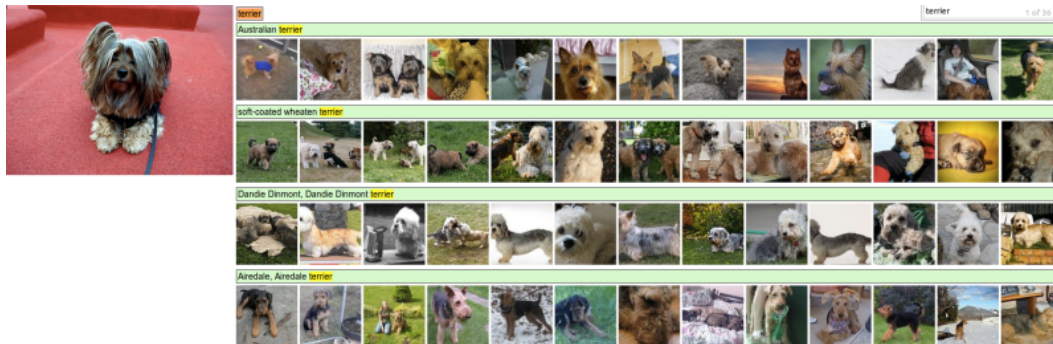 terrier
terrier 1 of 36
Australian terrier
soft-coated wheaten terrier
Dandie Dinmont, Dandie Dinmont terrier
Airedale, Airedale terrier